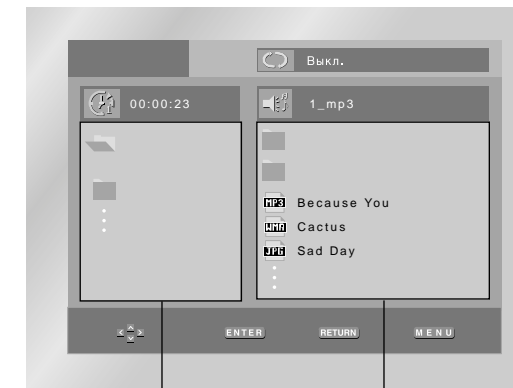 Выкл.
00:00:23
1_mp3
MP3 Because You
WMA Cactus
JPG Sad Day
ENTER RETURN MENU